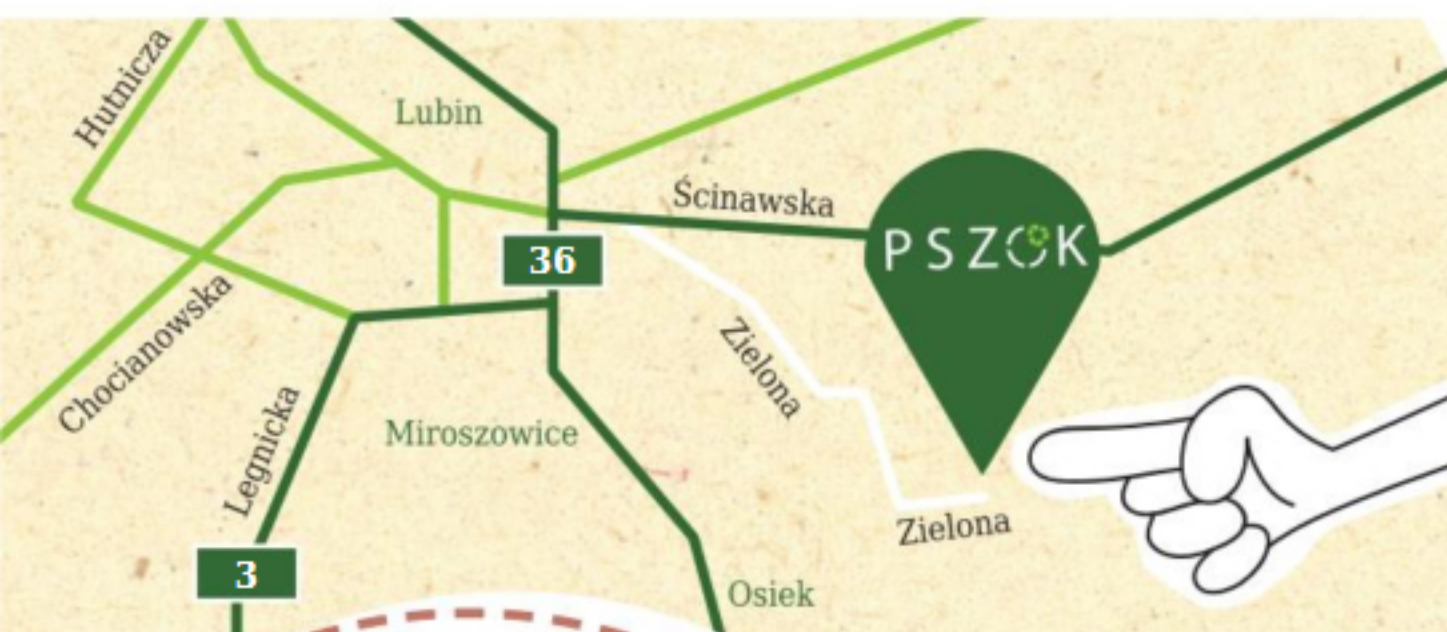 Hutnicza
Lubin
Ścinawska
PSZOK
36
Chocianowska
Zielona
Legnicka
Miroszowice
Zielona
3
Osiek